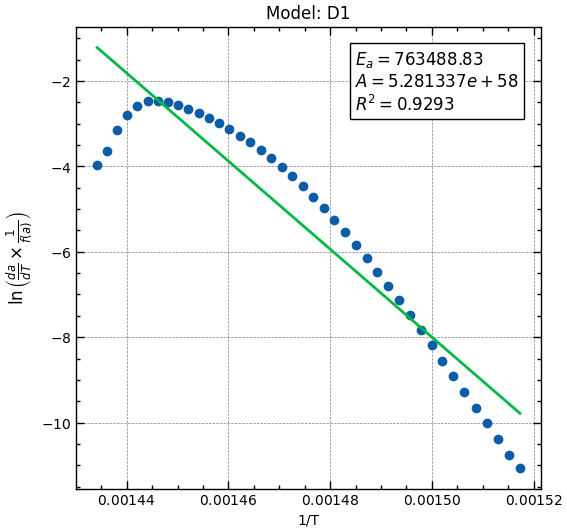 Model: D1
E_a = 763488.83
A = 5.281337e + 58
R^2 = 0.9293
ln(da/dT × 1/f(a))
−2
−4
−6
−8
−10
0.00144 0.00146 0.00148 0.00150 0.00152
1/T